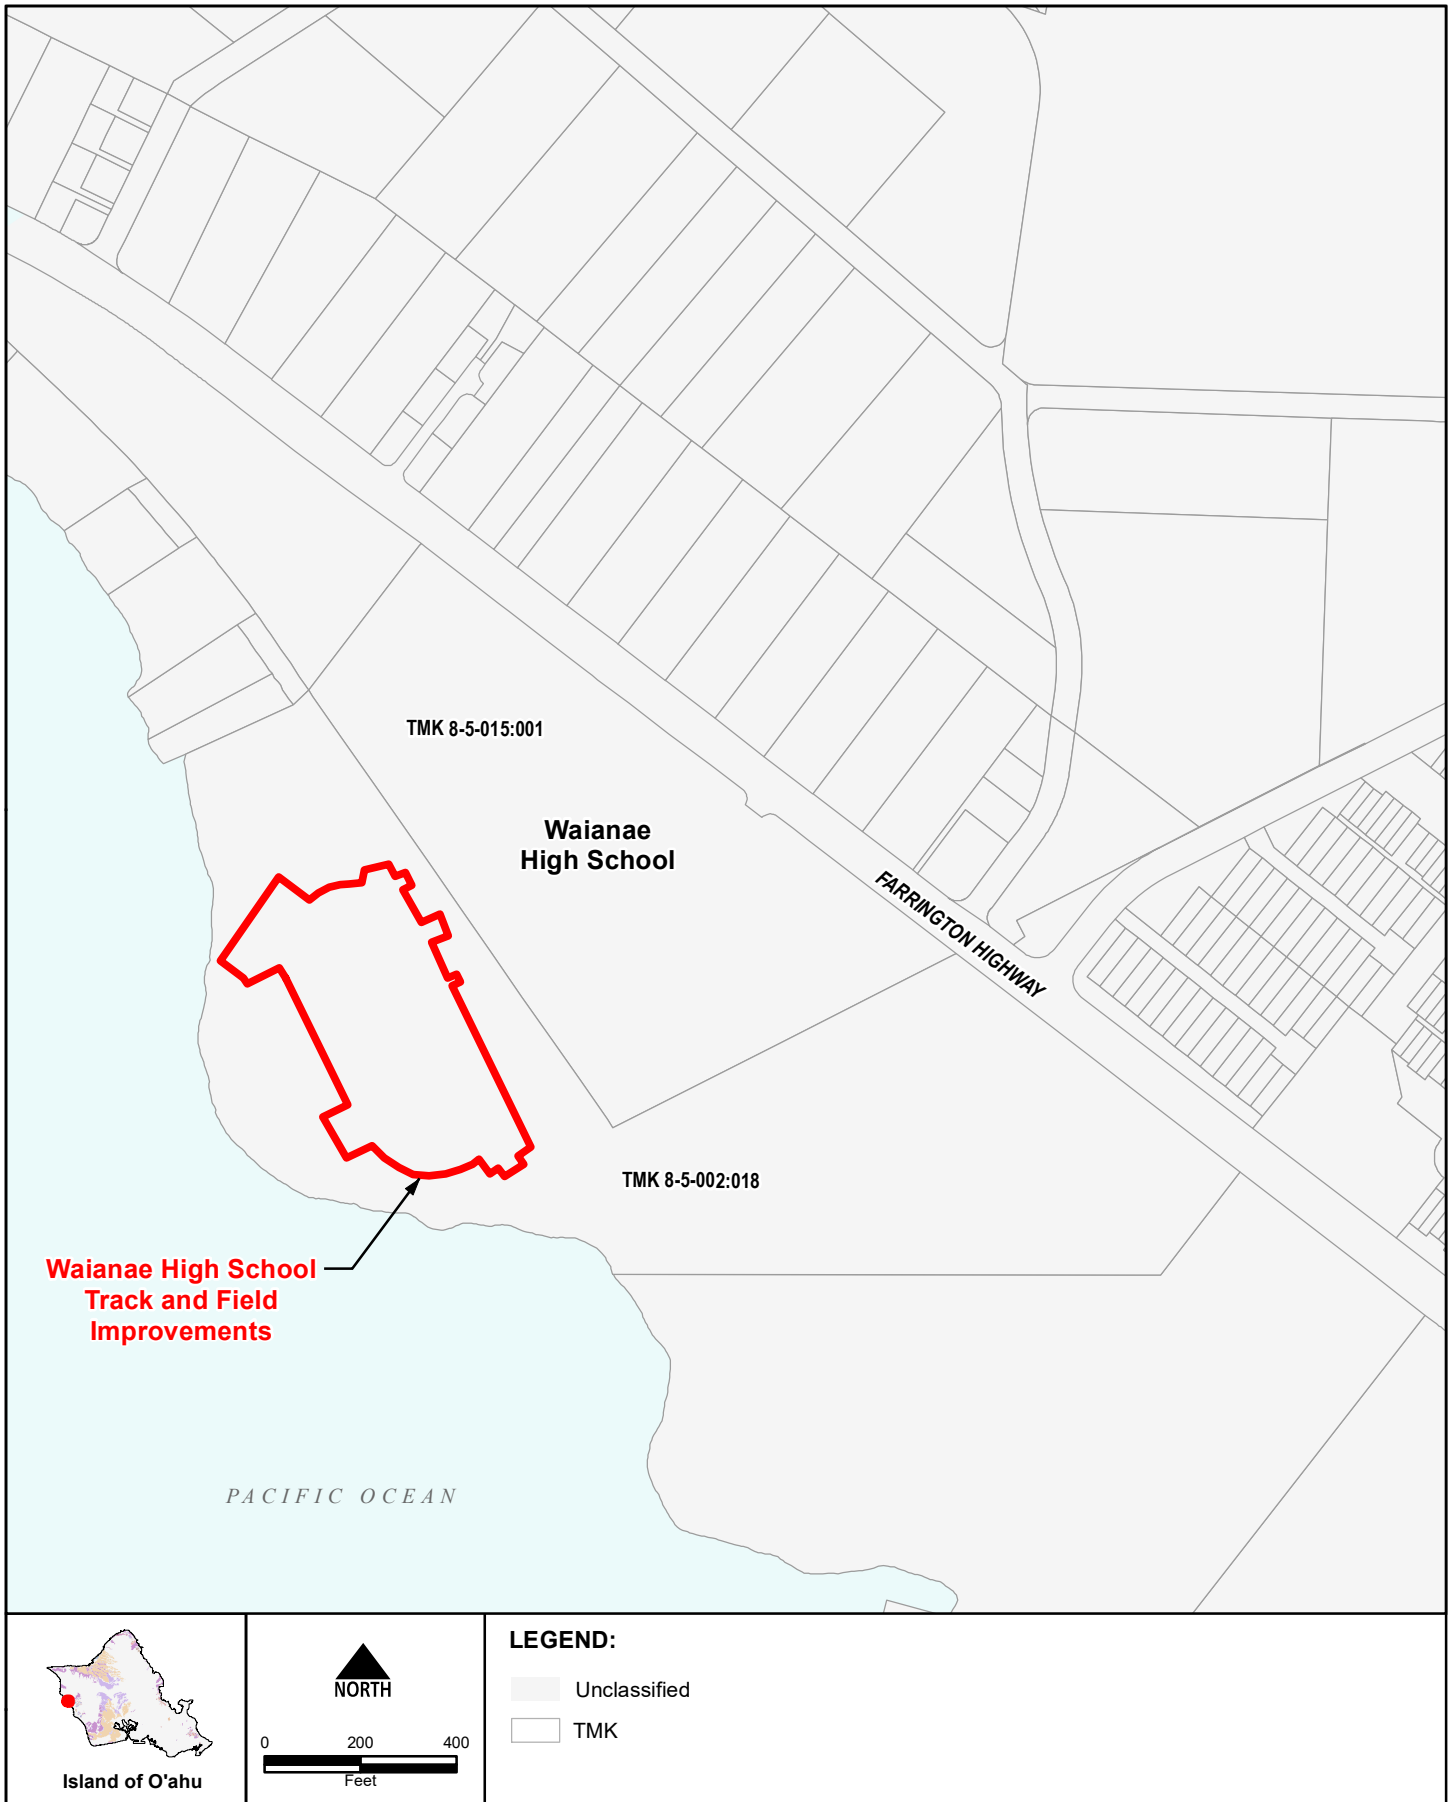 TMK 8-5-015:001
Waianae
High School
FARRINGTON HIGHWAY
TMK 8-5-002:018
Waianae High School
Track and Field
Improvements
PACIFIC OCEAN
Island of O'ahu
NORTH
0 200 400
Feet
LEGEND:
Unclassified
TMK